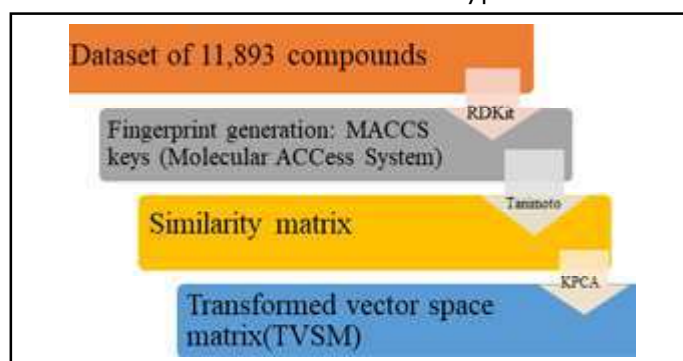 Dataset of 11,893 compounds
RDKit
Fingerprint generation: MACCS
keys (Molecular ACCess System)
Tanimoto
Similarity matrix
KPCA
Transformed vector space
matrix(TVSM)